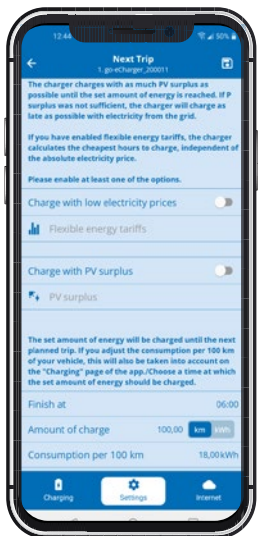 12:44
50%
Next Trip
1. go-eCharger_200011
The charger charges with as much PV surplus as
possible until the set amount of energy is reached. If P
surplus was not sufficient, the charger will charge as
late as possible with electricity from the grid.
If you have enabled flexible energy tariffs, the charger
calculates the cheapest hours to charge, independent of
the absolute electricity price.
Please enable at least one of the options.
Charge with low electricity prices
Flexible energy tariffs
Charge with PV surplus
PV surplus
The set amount of energy will be charged until the next
planned trip. If you adjust the consumption per 100 km
of your vehicle, this will also be taken into account on
the "Charging" page of the app./Choose a time at which
the set amount of energy should be charged.
Finish at 06:00
Amount of charge 100,00 km kWh
Consumption per 100 km 18,00 kWh
Charging Settings Internet